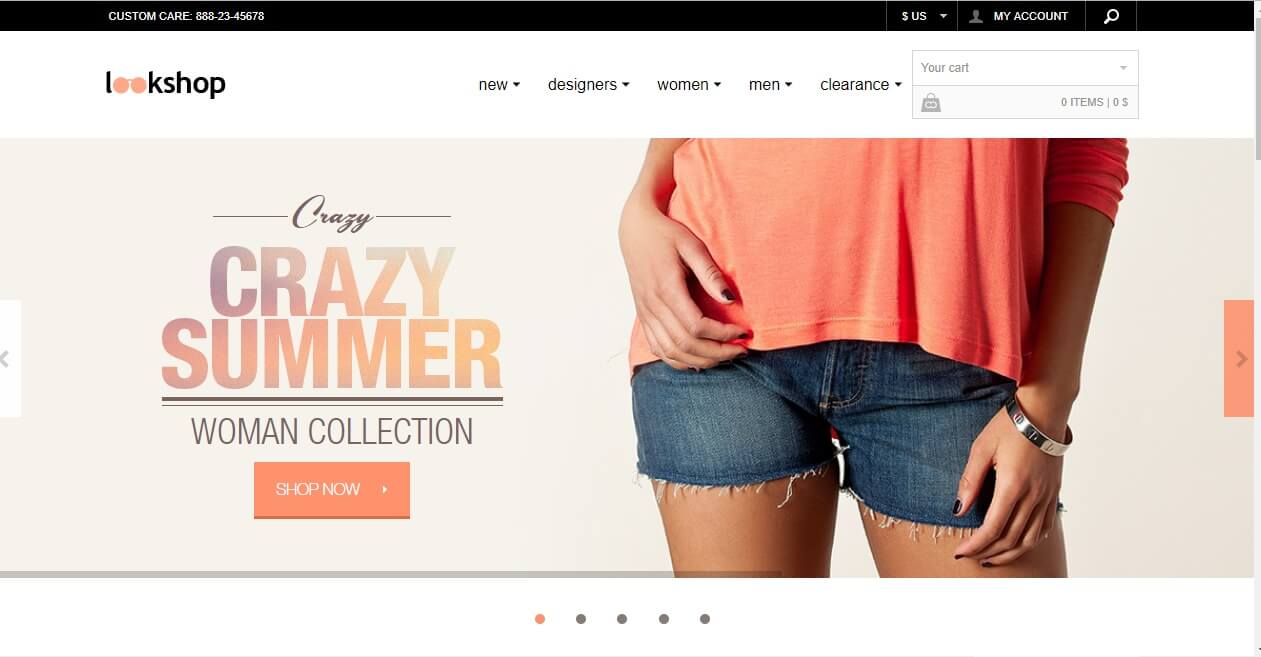 CUSTOM CARE: 888-23-45678
$ US
MY ACCOUNT
lookshop
new
designers
women
men
clearance
Your cart
0 ITEMS | 0 $
Crazy
CRAZY
SUMMER
WOMAN COLLECTION
SHOP NOW